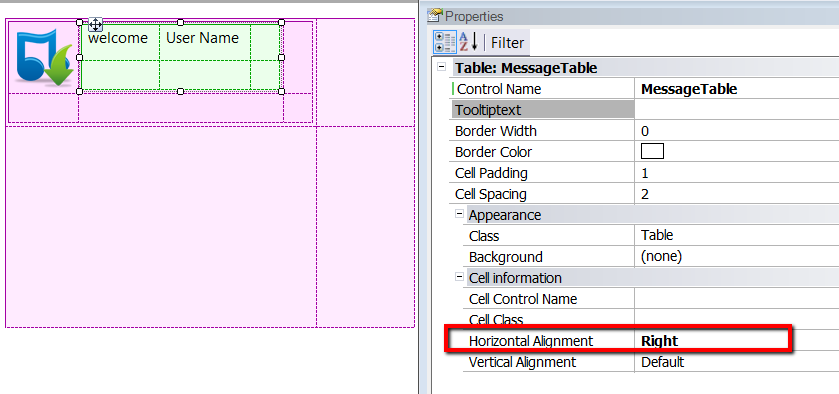 welcome User Name
Properties
Filter
Table: MessageTable
Control Name MessageTable
Tooltiptext
Border Width 0
Border Color
Cell Padding 1
Cell Spacing 2
Appearance
Class Table
Background (none)
Cell information
Cell Control Name
Cell Class
Horizontal Alignment Right
Vertical Alignment Default